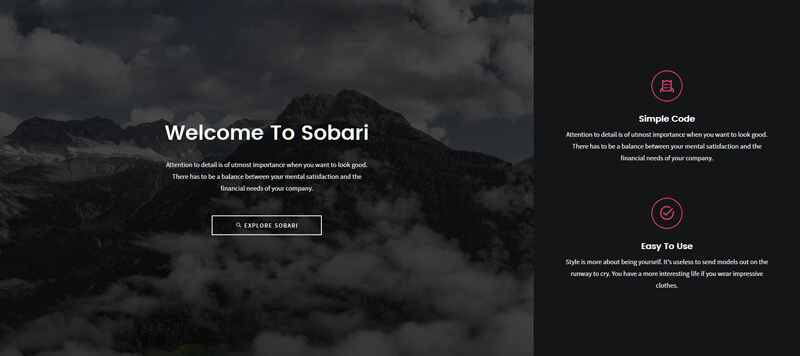 Welcome To Sobari
Attention to detail is of utmost importance when you want to look good.
There has to be a balance between your mental satisfaction and the
financial needs of your company.
EXPLORE SOBARI
Simple Code
Attention to detail is of utmost importance when you want to look good.
There has to be a balance between your mental satisfaction and the
financial needs of your company.
Easy To Use
Style is more about being yourself. It's useless to send models out on the
runway to cry. You have a more interesting life if you wear impressive
clothes.